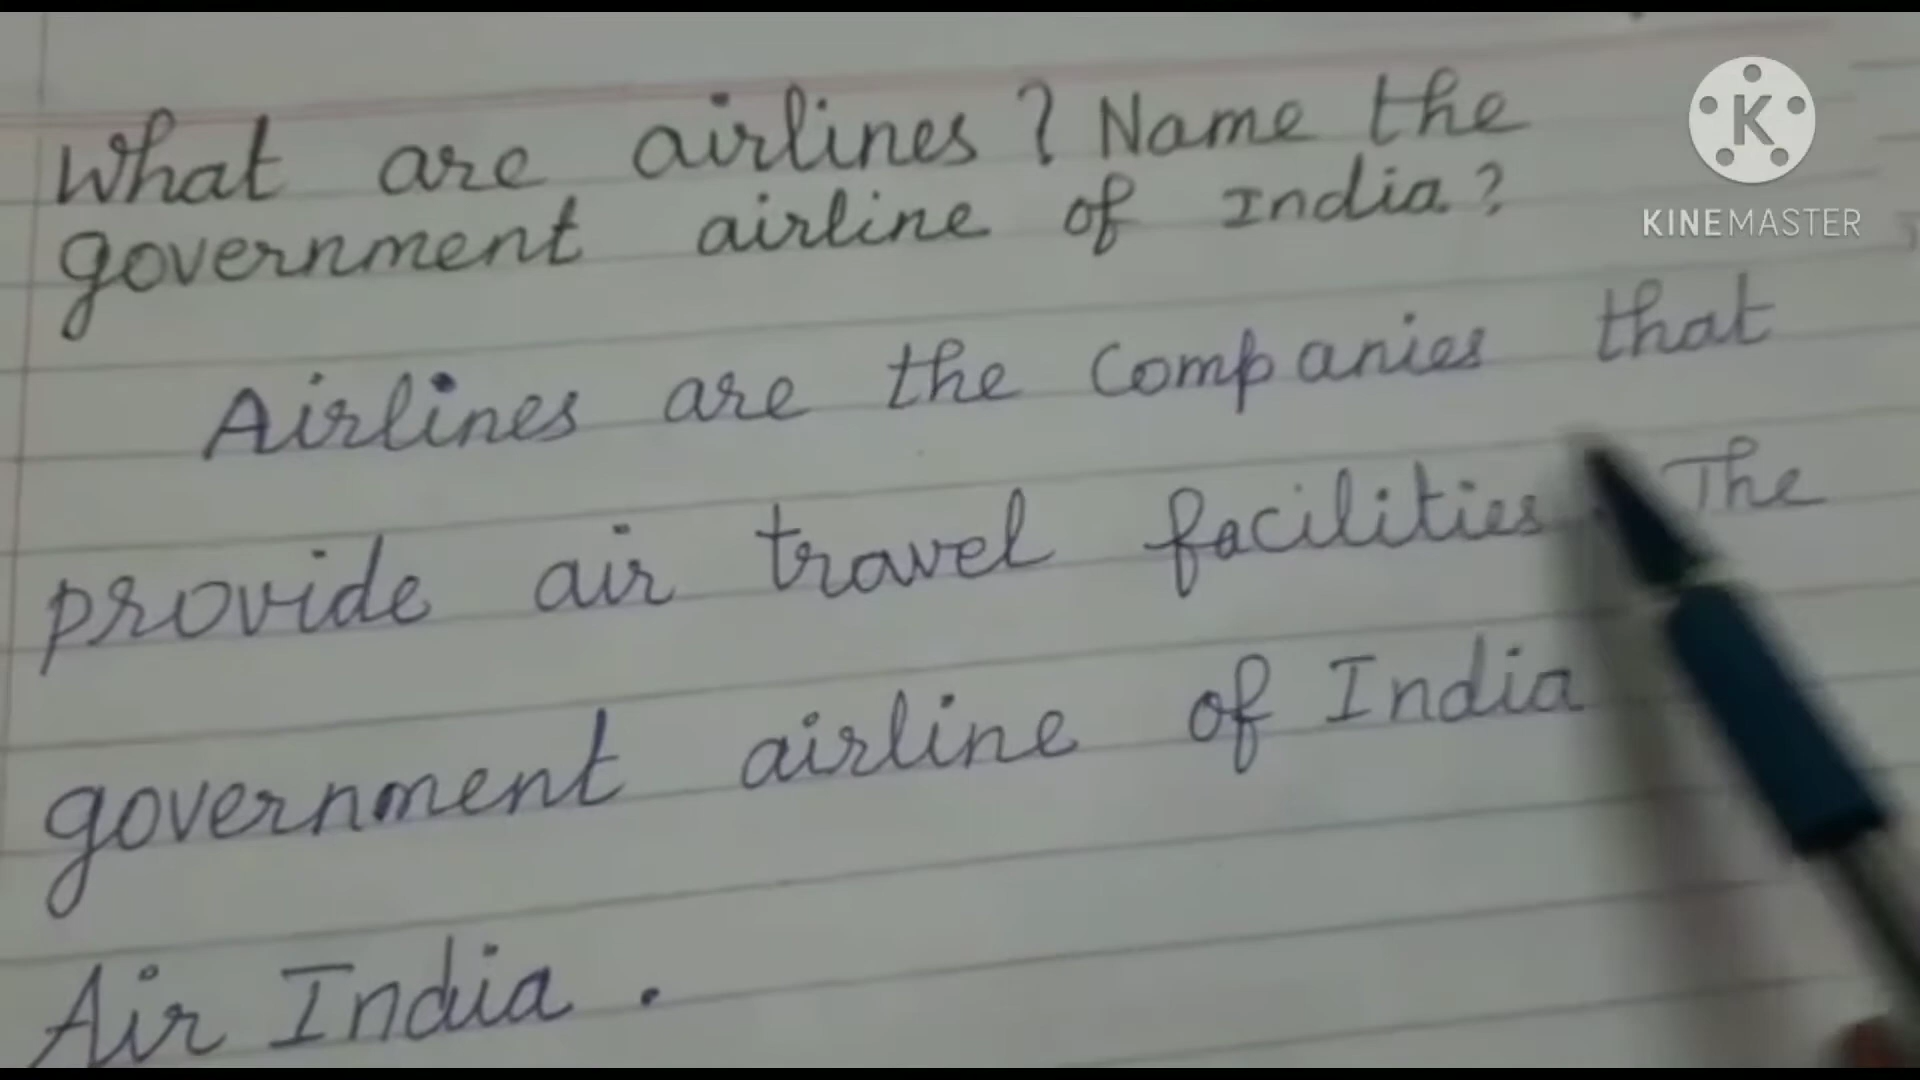 What are airlines? Name the
government airline of India?
Airlines are the Companies that
provide air travel facilities The
government airline of India
Air India.
K
KINEMASTER